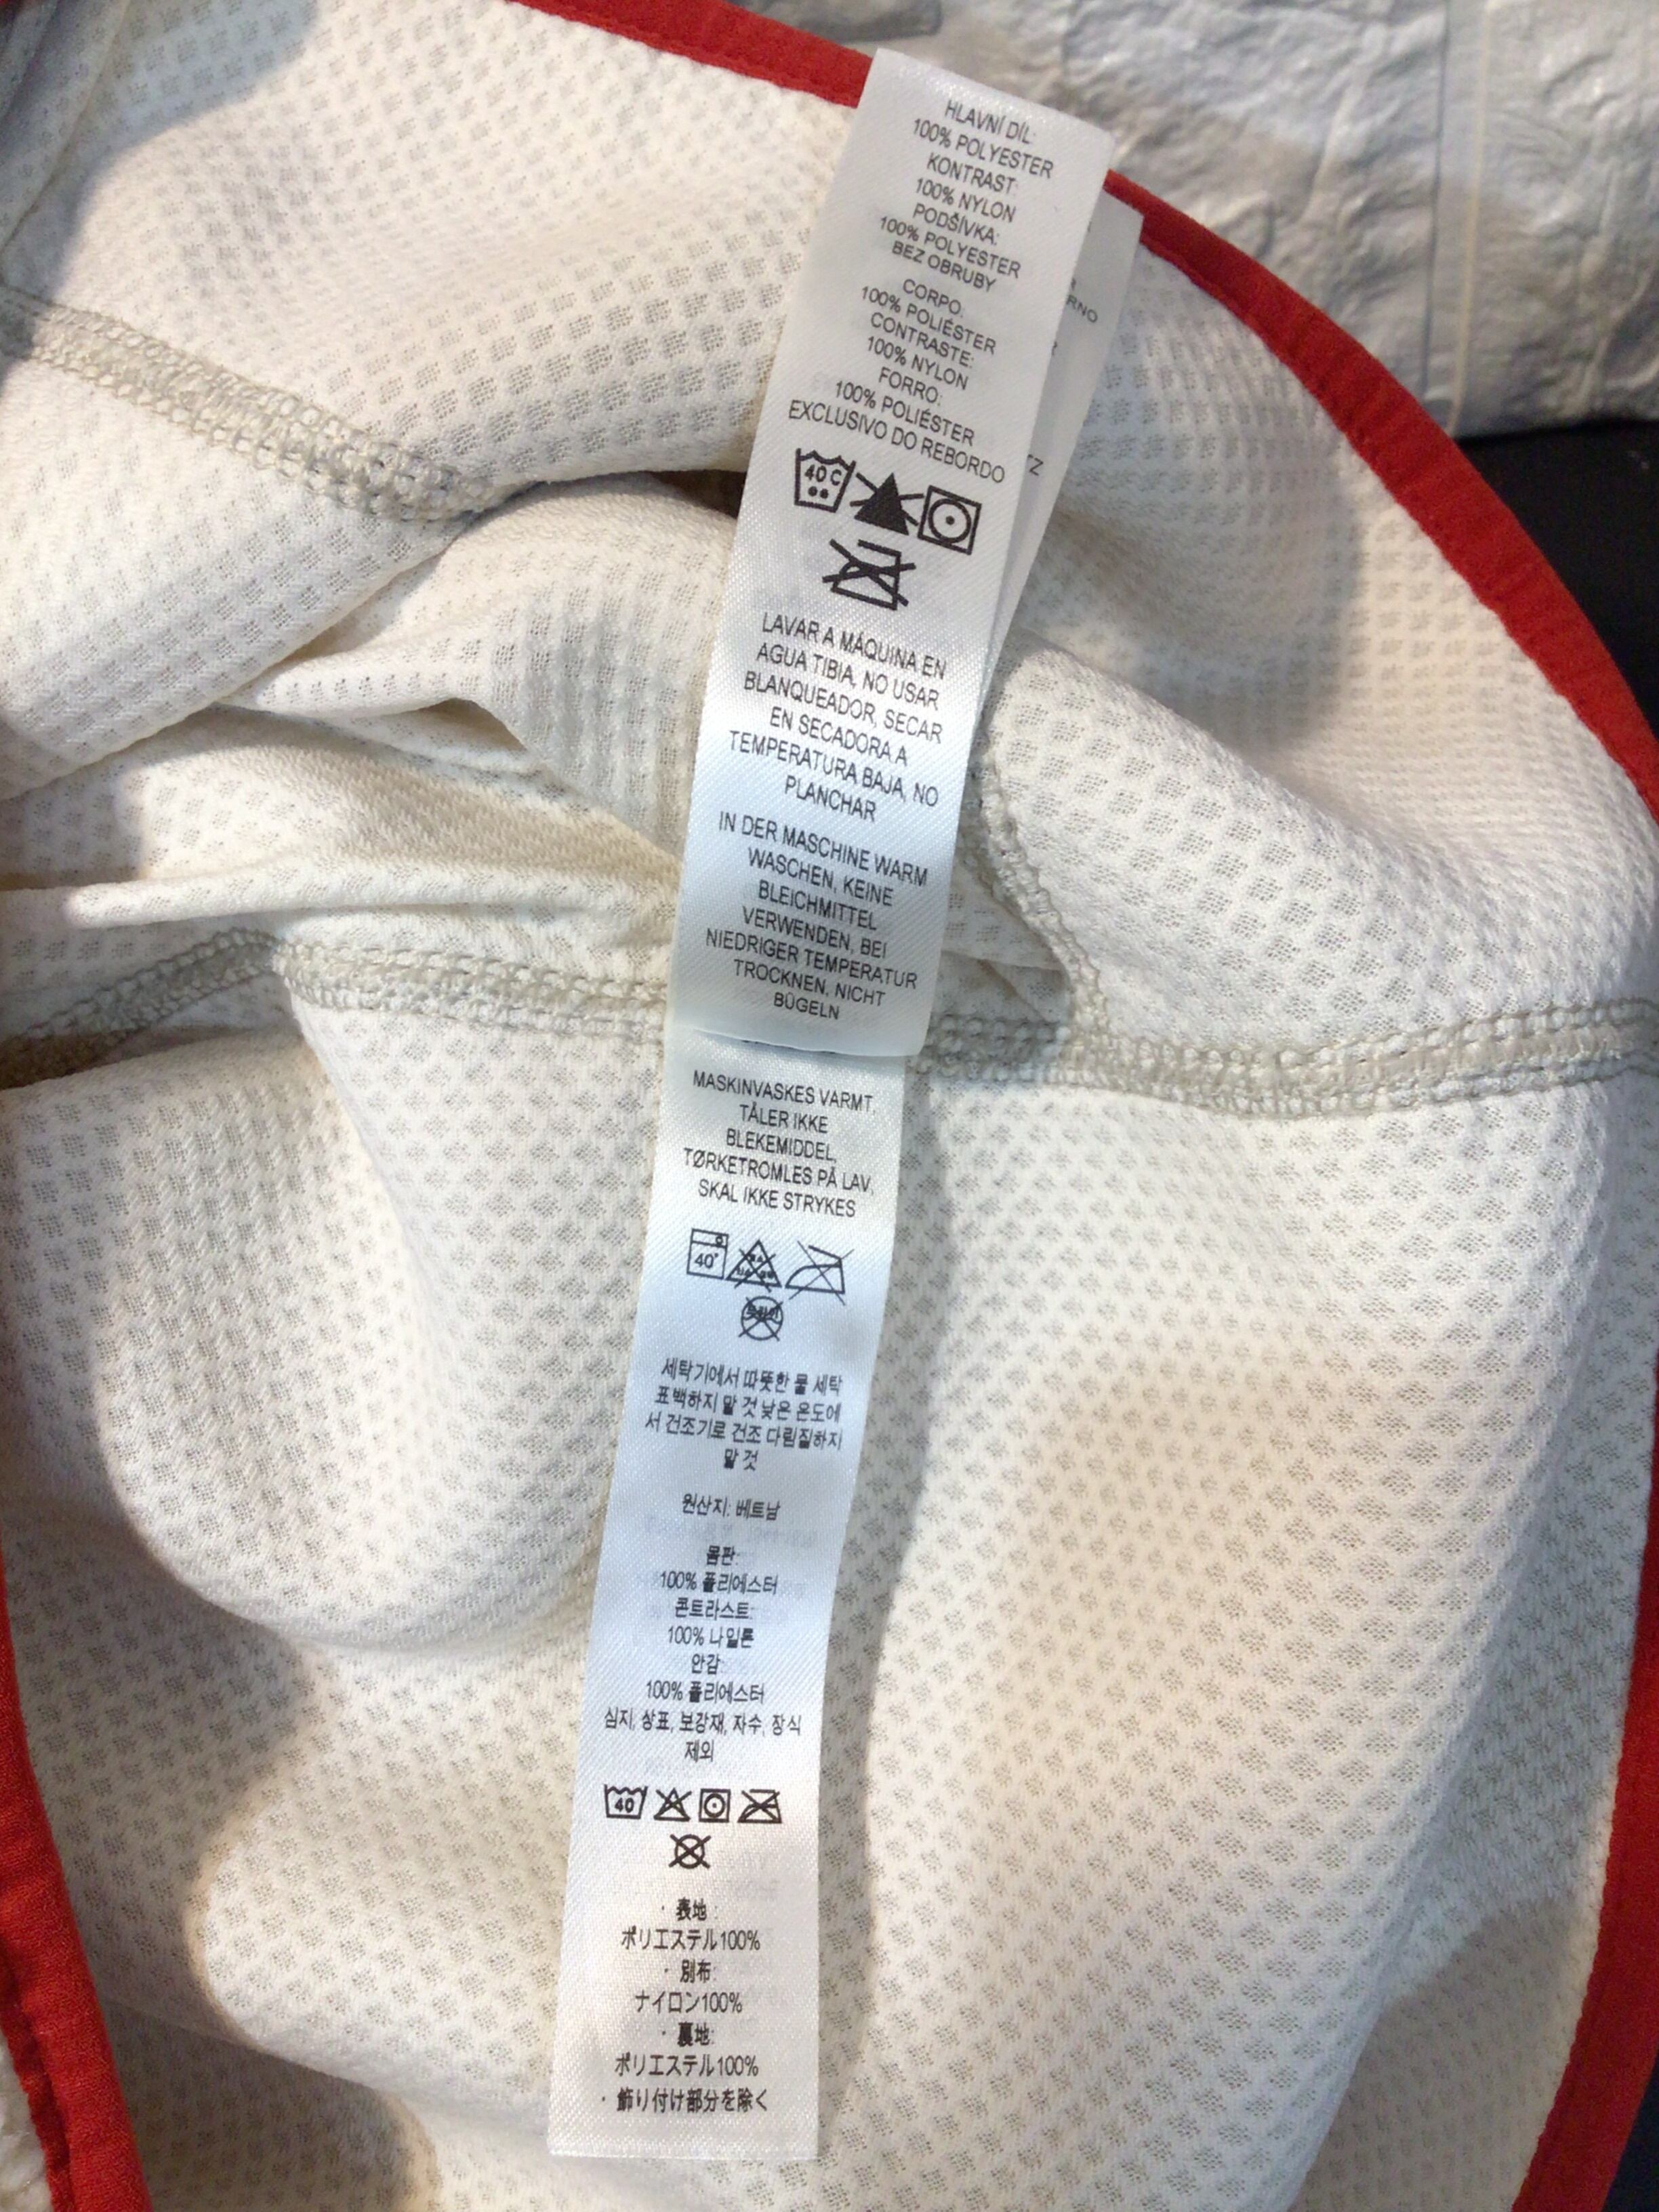 HLAVNÍ DÍL:
100% POLYESTER
KONTRAST:
100% NYLON
PODŠÍVKA:
100% POLYESTER
BEZ OBRUBY
CORPO:
100% POLIÉSTER
CONTRASTE:
100% NYLON
FORRO:
100% POLIÉSTER
EXCLUSIVO DO REBORDO
40 C
LAVAR A MÁQUINA EN
AGUA TIBIA, NO USAR
BLANQUEADOR, SECAR
EN SECADORA A
TEMPERATURA BAJA, NO
PLANCHAR
IN DER MASCHINE WARM
WASCHEN, KEINE
BLEICHMITTEL
VERWENDEN, BEI
NIEDRIGER TEMPERATUR
TROCKNEN, NICHT
BÜGELN
MASKINVASKES VARMT,
TÅLER IKKE
BLEKEMIDDEL,
TØRKETROMLES PÅ LAV,
SKAL IKKE STRYKES
40°
세탁기에서 따뜻한 물 세탁
표백하지 말 것 낮은 온도에
서 건조기로 건조 다림질하지
말 것
원산지: 베트남
몸판:
100% 폴리에스터
콘트라스트:
100% 나일론
안감:
100% 폴리에스터
심지, 상표, 보강재, 자수, 장식
제외
40
・表地:
ポリエステル100%
・別布:
ナイロン100%
・裏地:
ポリエステル100%
・飾り付け部分を除く